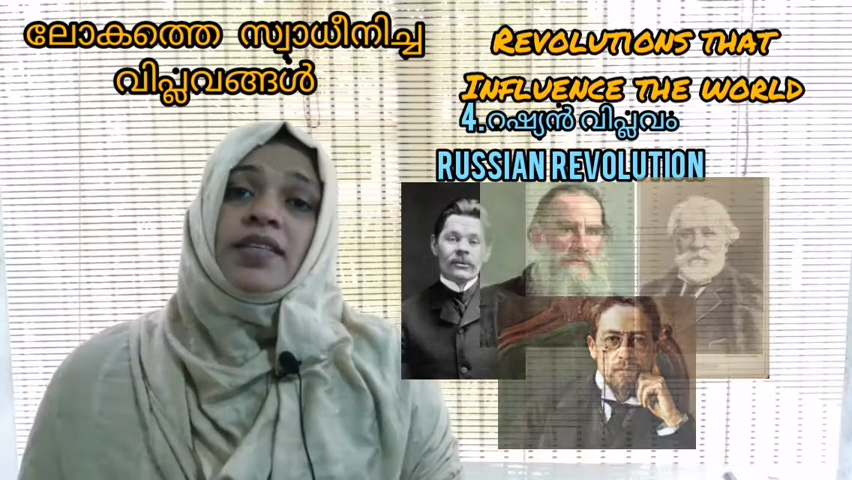 ലോകത്തെ സ്വാധീനിച്ച
വിപ്ലവങ്ങൾ
Revolutions that
Influence the world
4. റഷ്യൻ വിപ്ലവം
RUSSIAN REVOLUTION